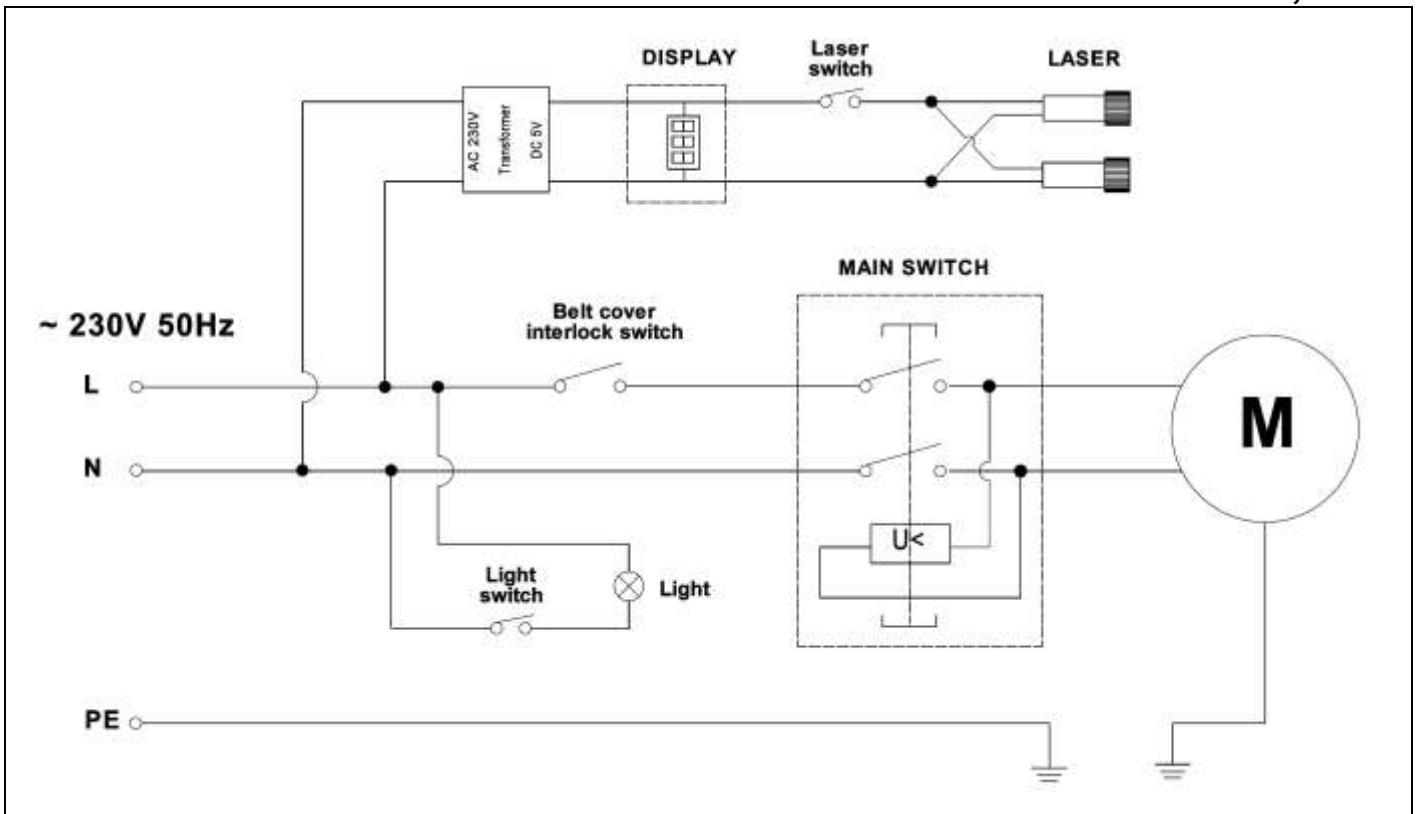 DISPLAY
Laser
switch
LASER
AC 230V
Transformer
DC 5V
MAIN SWITCH
Belt cover
interlock switch
~ 230V 50Hz
L
N
M
U<
Light
switch
Light
PE